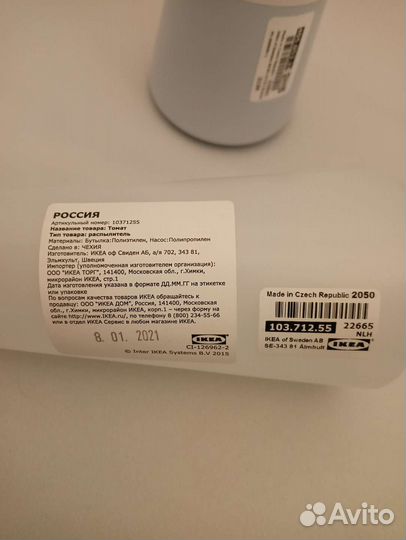 РОССИЯ
Артикульный номер: 10371255
Название товара: Томат
Тип товара: распылитель
Материалы: Бутылка:Полиэтилен, Насос:Полипропилен
Сделано в: ЧЕХИЯ
Изготовитель: ИКЕА оф Свиден АБ, а/я 702, 343 81,
Эльмхульт, Швеция
Импортер (уполномоченная изготовителем организация):
ООО "ИКЕА ТОРГ", 141400, Московская обл., г.Химки,
микрорайон ИКЕА, стр.1
Дата изготовления указана в формате ДД.ММ.ГГ на этикетке
или упаковке
По вопросам качества товаров ИКЕА обращайтесь к
продавцу: ООО "ИКЕА ДОМ", Россия, 141400, Московская обл.,
г.Химки, микрорайон ИКЕА, корп.1 – через форму на сайте
http://www.IKEA.ru/, по телефону 8 (800) 234-55-66
или в отдел ИКЕА Сервис в любом магазине ИКЕА.
8. 01. 2021
IKEA
CI-126962-2
© Inter IKEA Systems B.V 2015
Made in Czech Republic 2050
103.712.55
22665
NLH
IKEA of Sweden AB
SE-343 81 Älmhult
IKEA
Avito